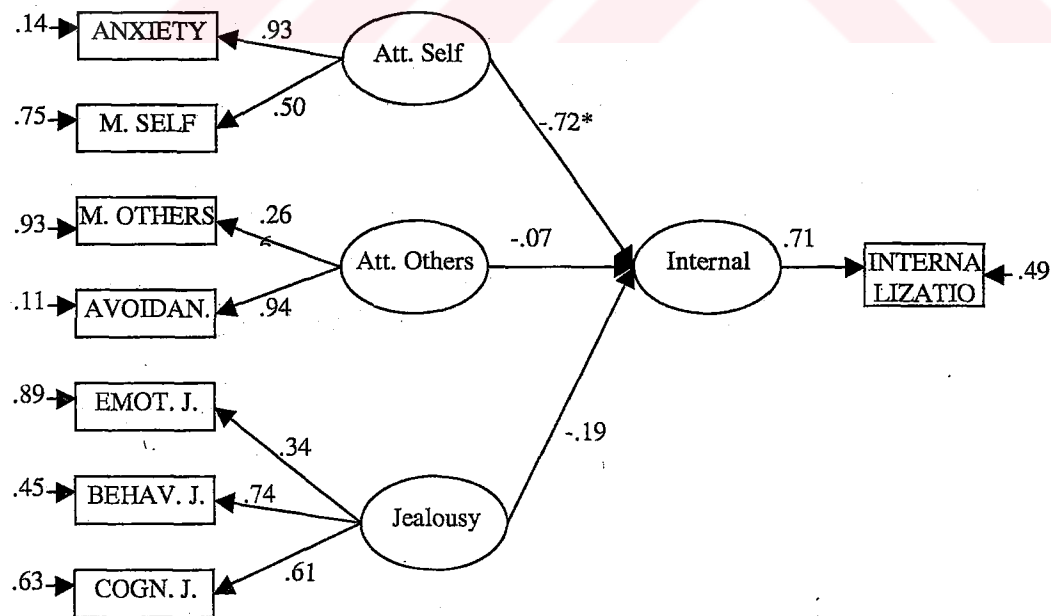 .14
ANXIETY
.93
Att. Self
.75
M. SELF
.50
-.72*
.93
M. OTHERS
.26
Att. Others
-.07
Internal
.71
INTERNA
LIZATIO
.49
.11
AVOIDAN.
.94
.89
EMOT. J.
.34
-.19
.45
BEHAV. J.
.74
Jealousy
.63
COGN. J.
.61